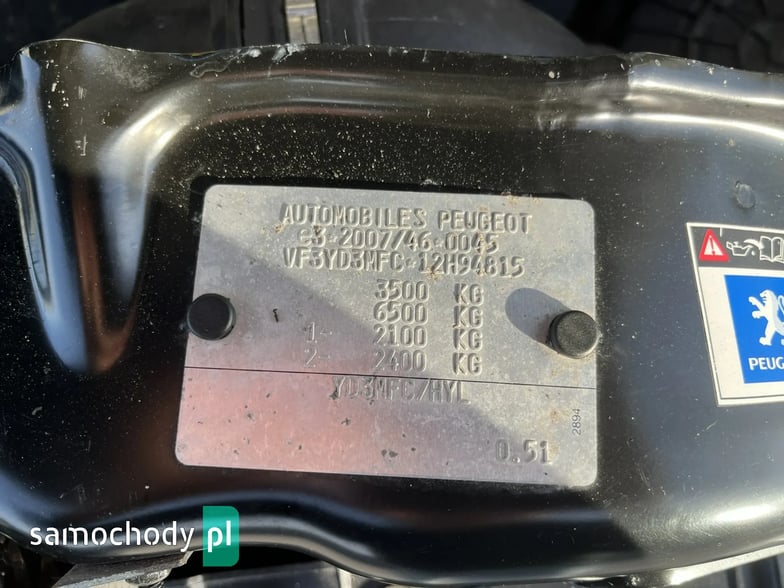 AUTOMOBILES PEUGEOT
e3*2007/46*0045
VF3YD3MFC*12H94815
3500 KG
6500 KG
1- 2100 KG
2- 2400 KG
YD3MFC/HYL
2894
0.51
PEUG
samochody pl